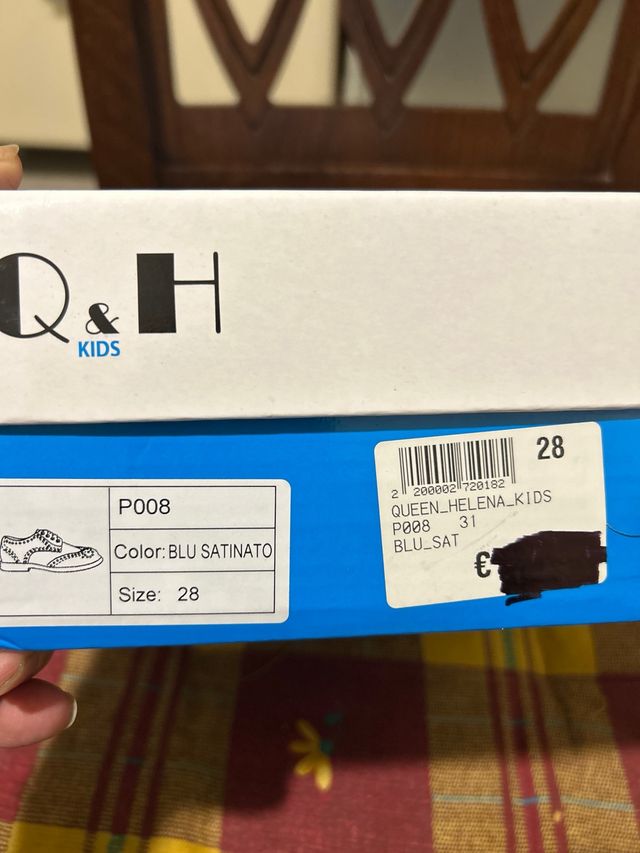 Q & H
KIDS
P008
Color: BLU SATINATO
Size: 28
28
2 200002 720182
QUEEN_HELENA_KIDS
P008 31
BLU_SAT
€